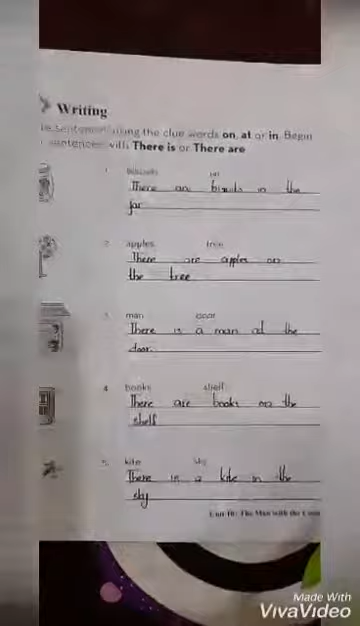 Writing
sentences using the clue words on, at or in. Begin
sentences with There is or There are
1. biscuits jar
There are biscuits in the
jar
2. apples tree
There are apples on
the tree
3. man door
There is a man at the
door.
4. books shelf
There are books on the
shelf
5. kite sky
There is a kite in the
sky
Unit 10: The Man with the
Made With
VivaVideo